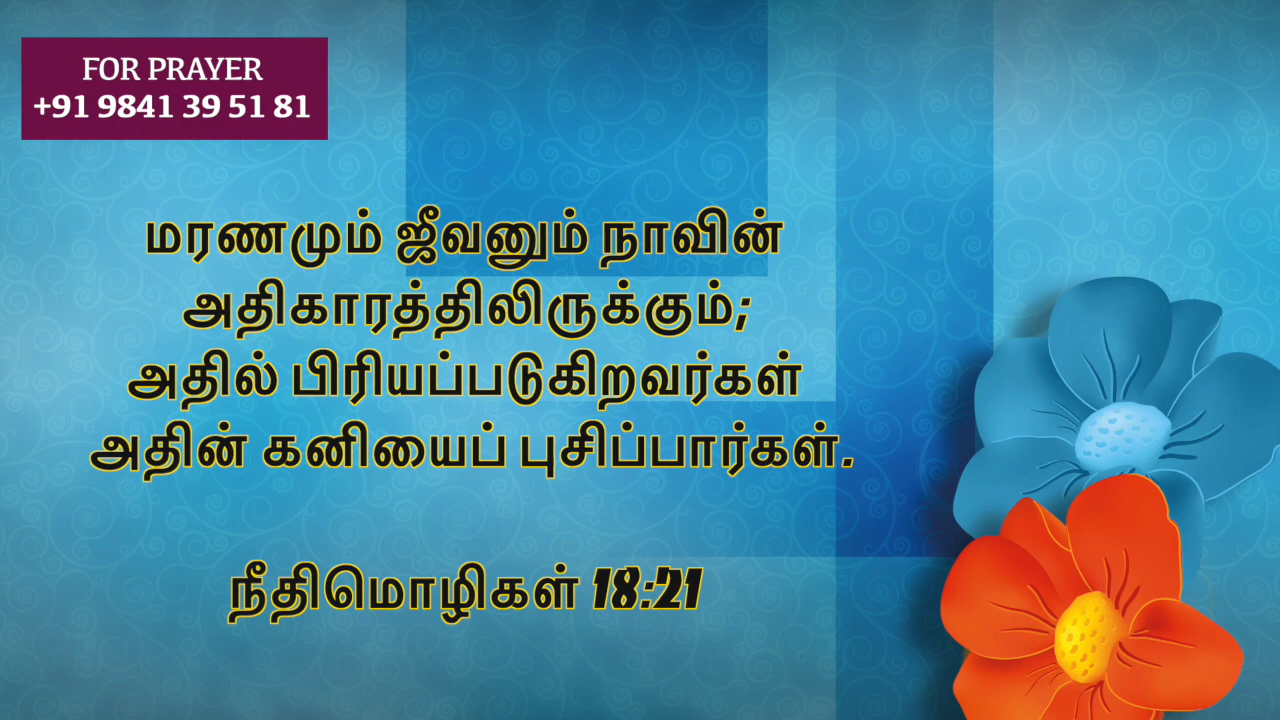 FOR PRAYER
+91 9841 39 51 81
மரணமும் ஜீவனும் நாவின்
அதிகாரத்திலிருக்கும்;
அதில் பிரியப்படுகிறவர்கள்
அதின் கனியைப் புசிப்பார்கள்.
நீதிமொழிகள் 18:21